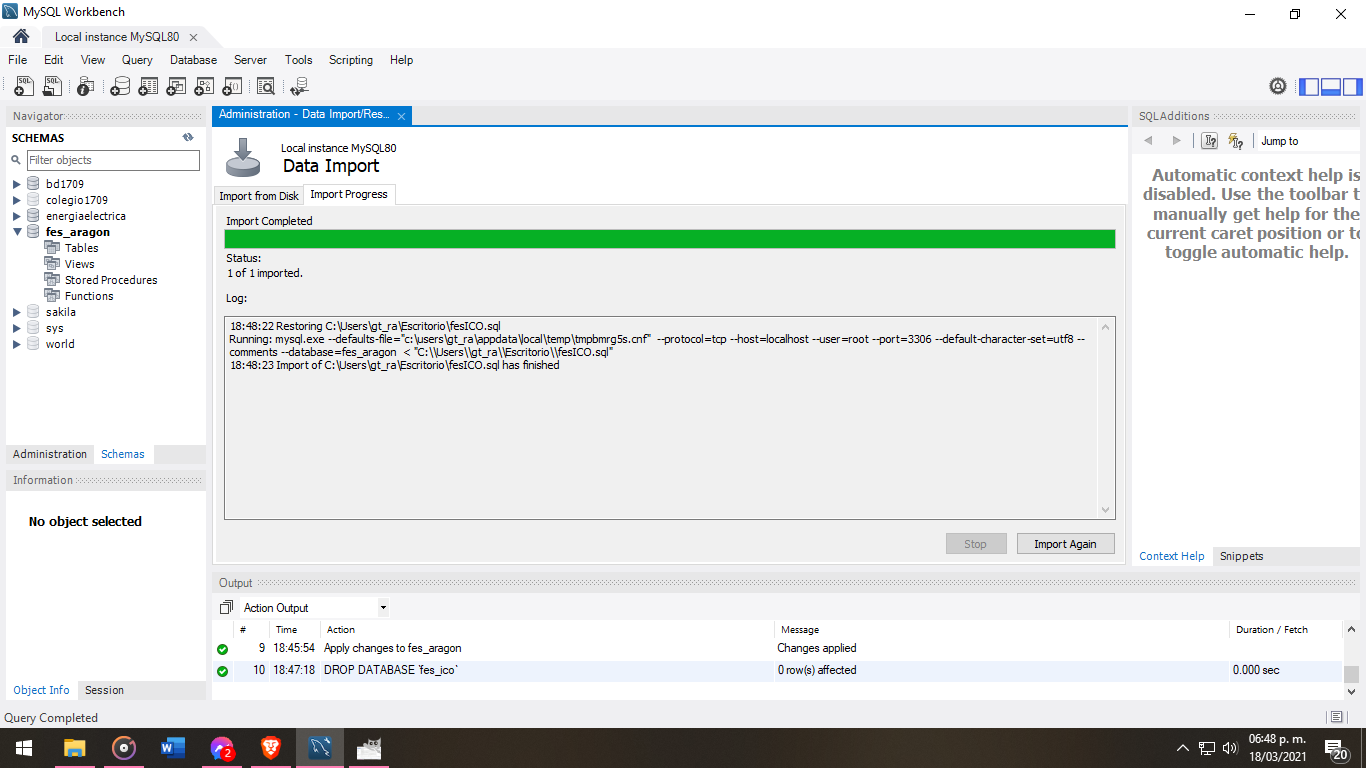 MySQL Workbench
Local instance MySQL80
File Edit View Query Database Server Tools Scripting Help
Navigator
SCHEMAS
Filter objects
bd1709
colegio1709
energiaelectrica
fes_aragon
Tables
Views
Stored Procedures
Functions
sakila
sys
world
Administration Schemas
Information
No object selected
Object Info Session
Administration - Data Import/Res...
Local instance MySQL80
Data Import
Import from Disk Import Progress
Import Completed
Status:
1 of 1 imported.
Log:
18:48:22 Restoring C:\Users\gt_ra\Escritorio\fesICO.sql
Running: mysql.exe --defaults-file="c:\users\gt_ra\appdata\local\temp\tmpbmrg5s.cnf" --protocol=tcp --host=localhost --user=root --port=3306 --default-character-set=utf8 --
comments --database=fes_aragon < "C:\\Users\\gt_ra\\Escritorio\\fesICO.sql"
18:48:23 Import of C:\Users\gt_ra\Escritorio\fesICO.sql has finished
Stop Import Again
SQLAdditions
Jump to
Automatic context help is
disabled. Use the toolbar t
manually get help for the
current caret position or to
toggle automatic help.
Context Help Snippets
Output
Action Output
# Time Action Message Duration / Fetch
9 18:45:54 Apply changes to fes_aragon Changes applied
10 18:47:18 DROP DATABASE `fes_ico` 0 row(s) affected 0.000 sec
Query Completed
2
06:48 p. m.
18/03/2021
20